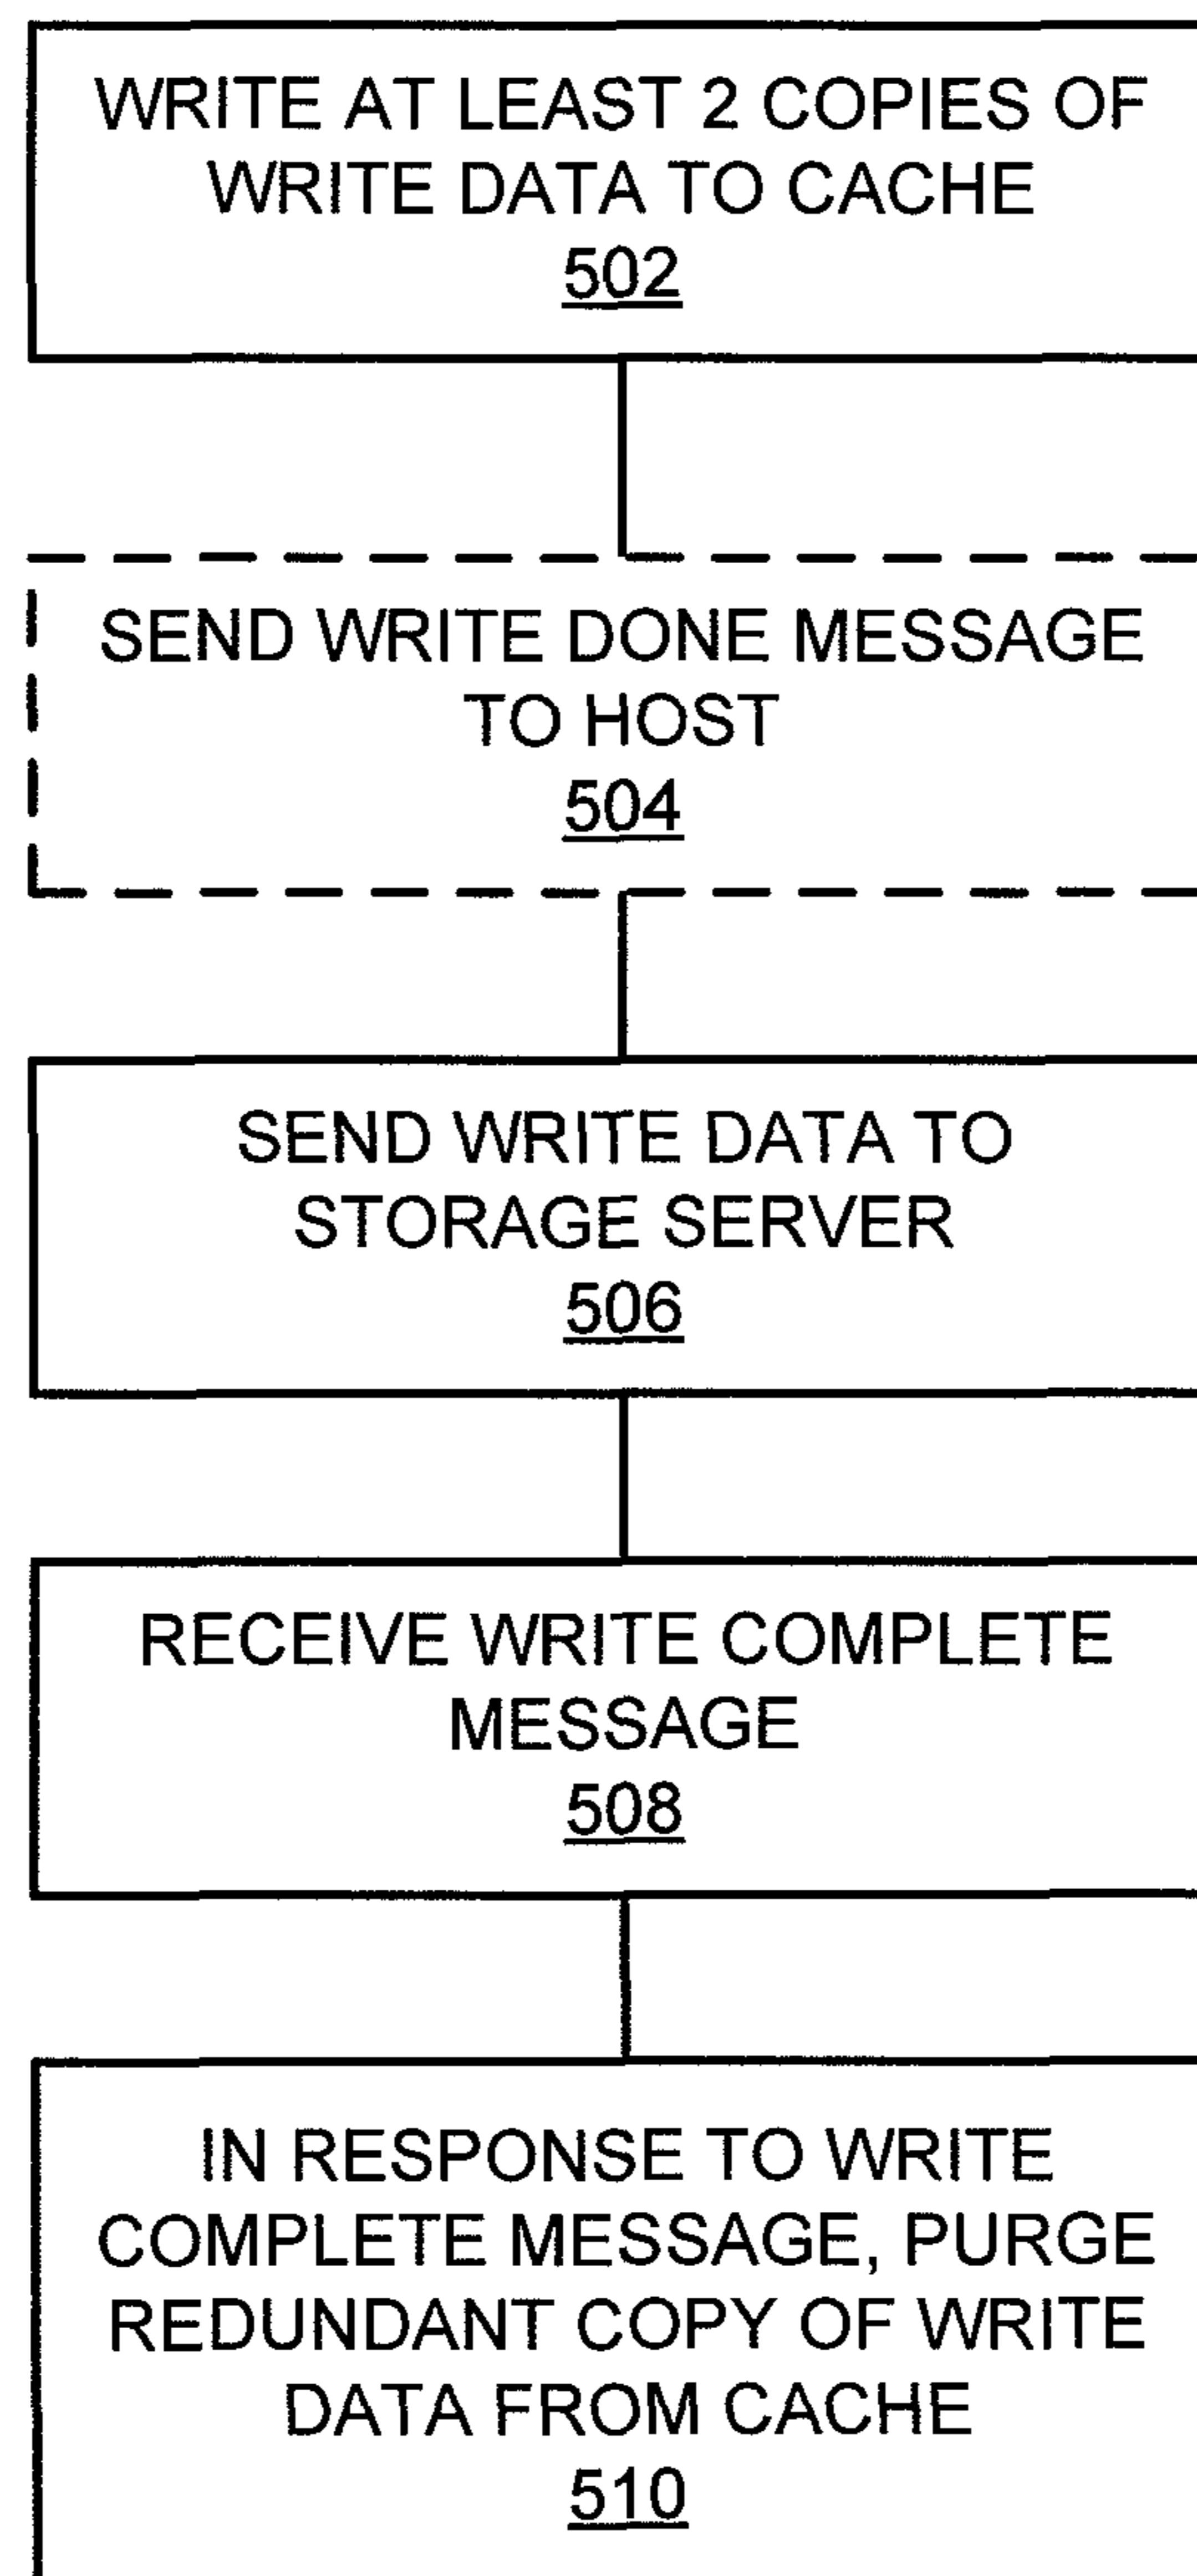 WRITE AT LEAST 2 COPIES OF
WRITE DATA TO CACHE
502
SEND WRITE DONE MESSAGE
TO HOST
504
SEND WRITE DATA TO
STORAGE SERVER
506
RECEIVE WRITE COMPLETE
MESSAGE
508
IN RESPONSE TO WRITE
COMPLETE MESSAGE, PURGE
REDUNDANT COPY OF WRITE
DATA FROM CACHE
510